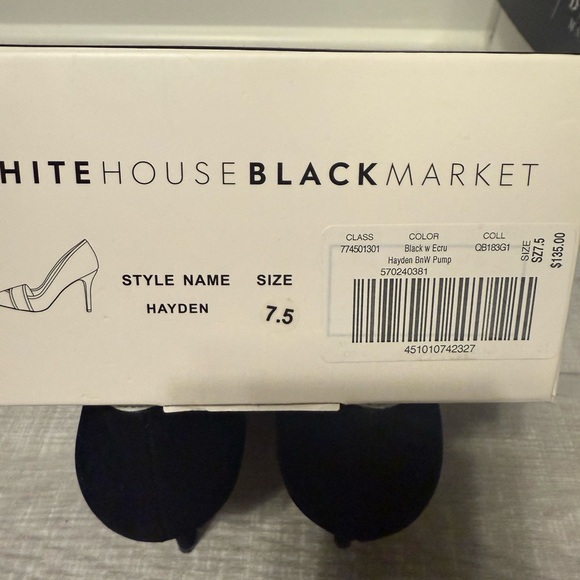 HITEHOUSEBLACKMARKET
STYLE NAME SIZE
HAYDEN 7.5
CLASS COLOR COLL
774501301 Black w Ecru QB183G1
Hayden BnW Pump
570240381
451010742327
SIZE
SZ7.5
$135.00